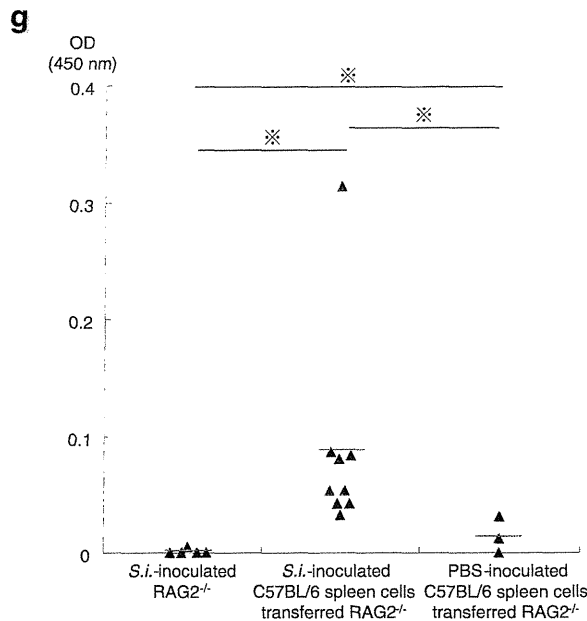 g
OD
(450 nm)
0.4
※
※
※
0.3
0.2
0.1
0
S.i.-inoculated
RAG2-/-
S.i.-inoculated
C57BL/6 spleen cells
transferred RAG2-/-
PBS-inoculated
C57BL/6 spleen cells
transferred RAG2-/-